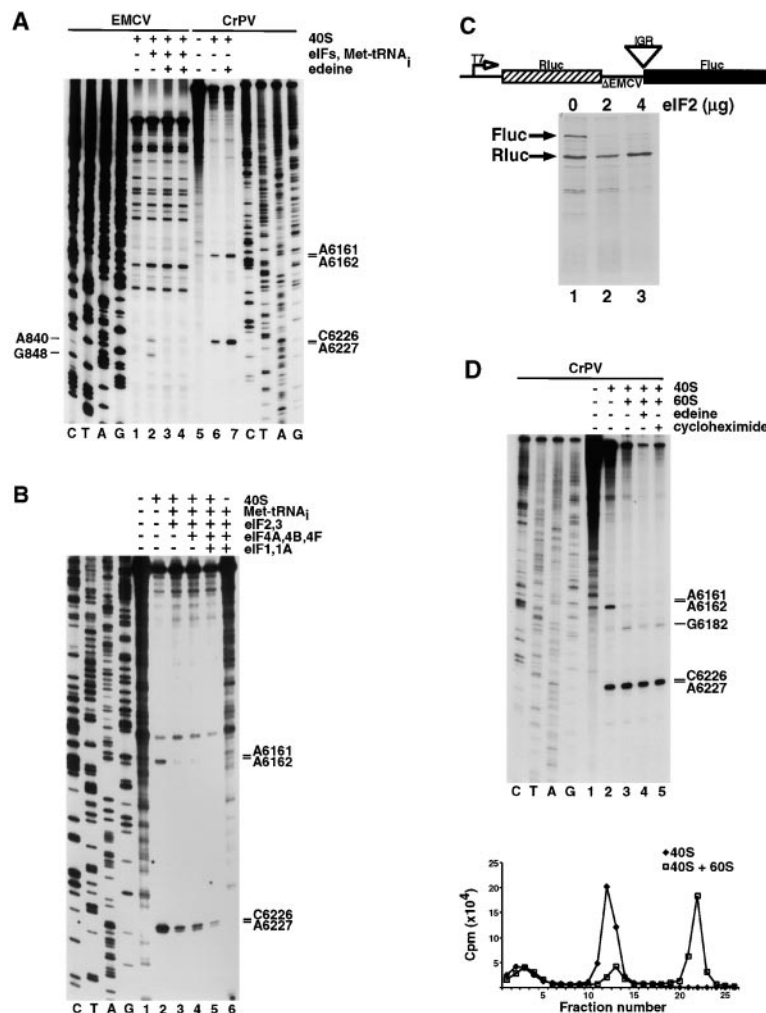 A
EMCV CrPV
+ + + + - + + 40S
+ + + eIFs, Met-tRNAi
+ + + edeine
A6161
A6162
A840
G848
C6226
A6227
C T A G 1 2 3 4 5 6 7 C T A G
B
- + + + + - 40S
- - + + + + Met-tRNAi
- - + + + + eIF2,3
- - - + + + eIF4A,4B,4F
- - - - + + eIF1,1A
A6161
A6162
C6226
A6227
C T A G 1 2 3 4 5 6
C
IGR
T7 Rluc Fluc
ΔEMCV
0 2 4 eIF2 (μg)
Fluc
Rluc
1 2 3
D
CrPV
- + + + + 40S
+ + + 60S
+ edeine
+ cycloheximide
A6161
A6162
G6182
C6226
A6227
C T A G 1 2 3 4 5
40S
40S + 60S
Cpm (x10⁴)
25
20
15
10
5
0
5 10 15 20 25
Fraction number